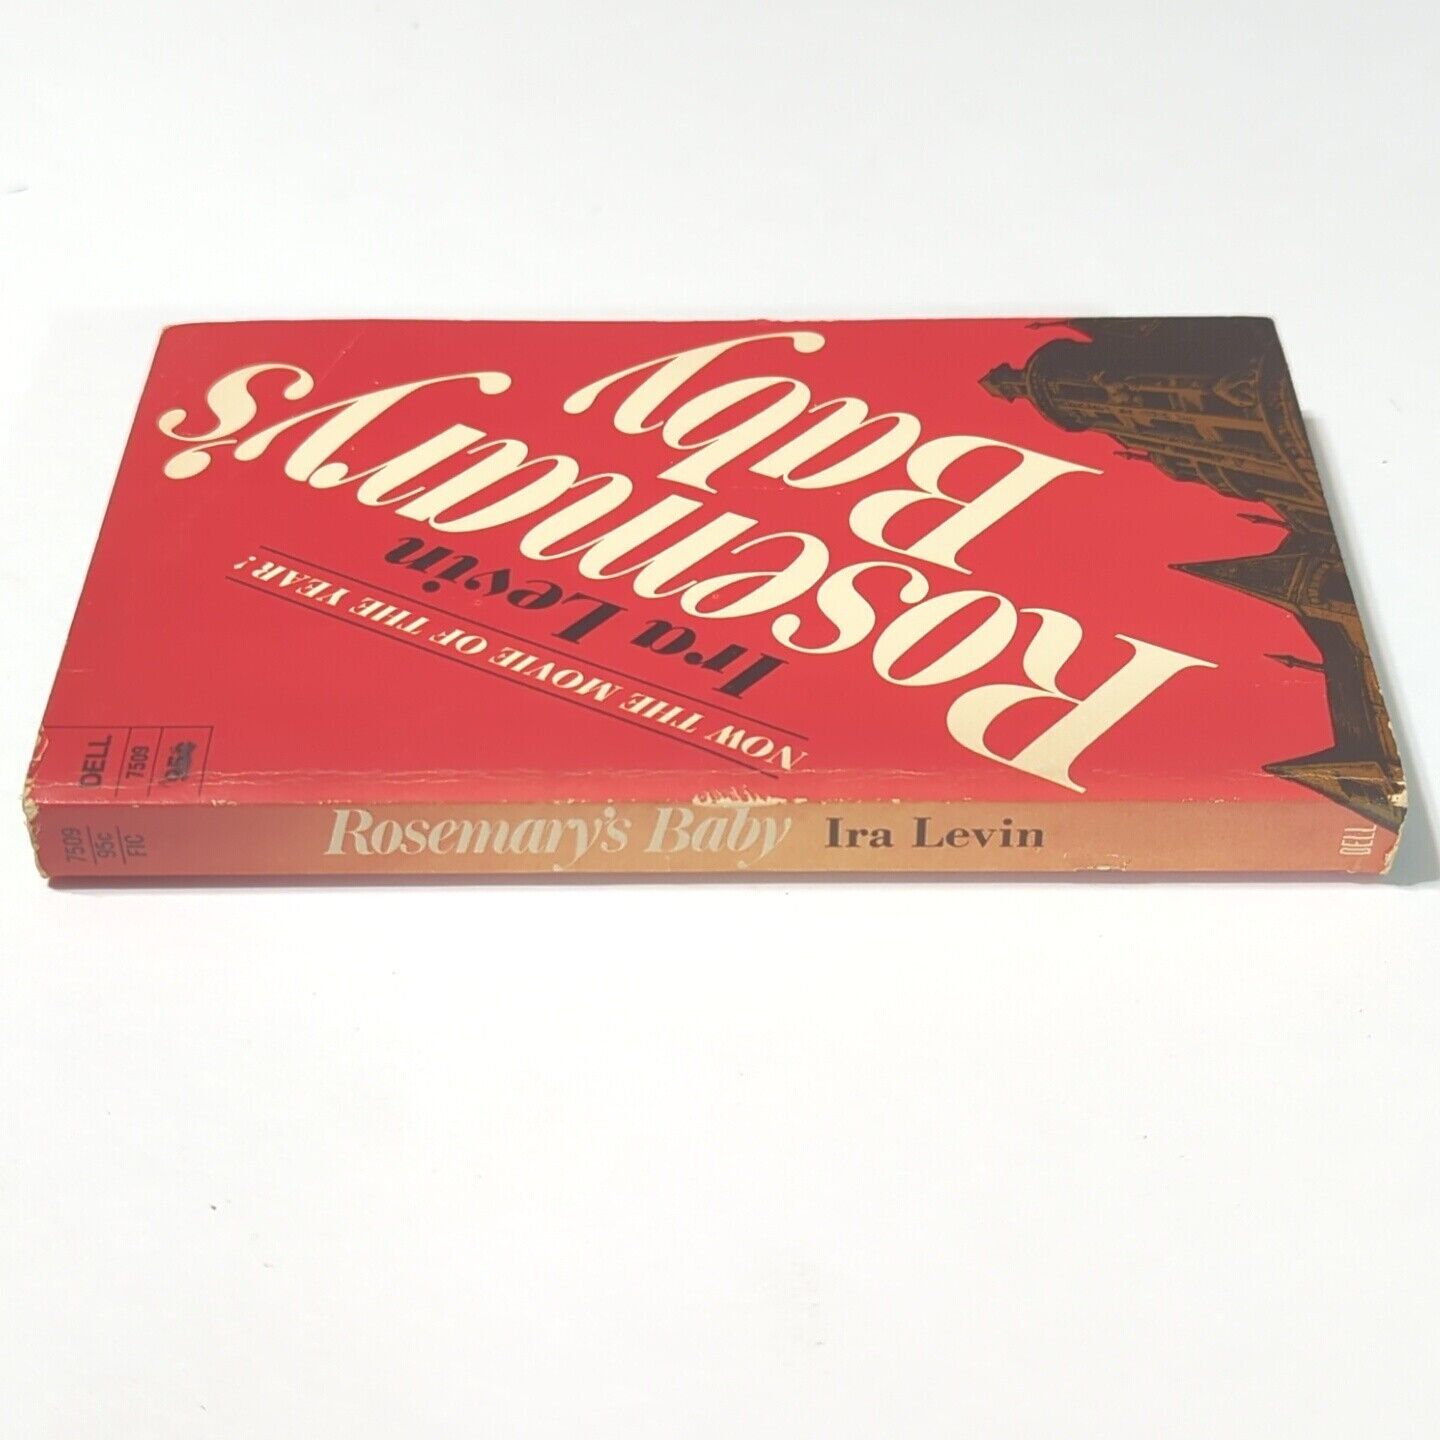 Rosemary's
Baby
Ira Levin
NOW THE MOVIE OF THE YEAR!
DELL
7509
95¢
7509
95c
FIC
Rosemary's Baby Ira Levin
DELL